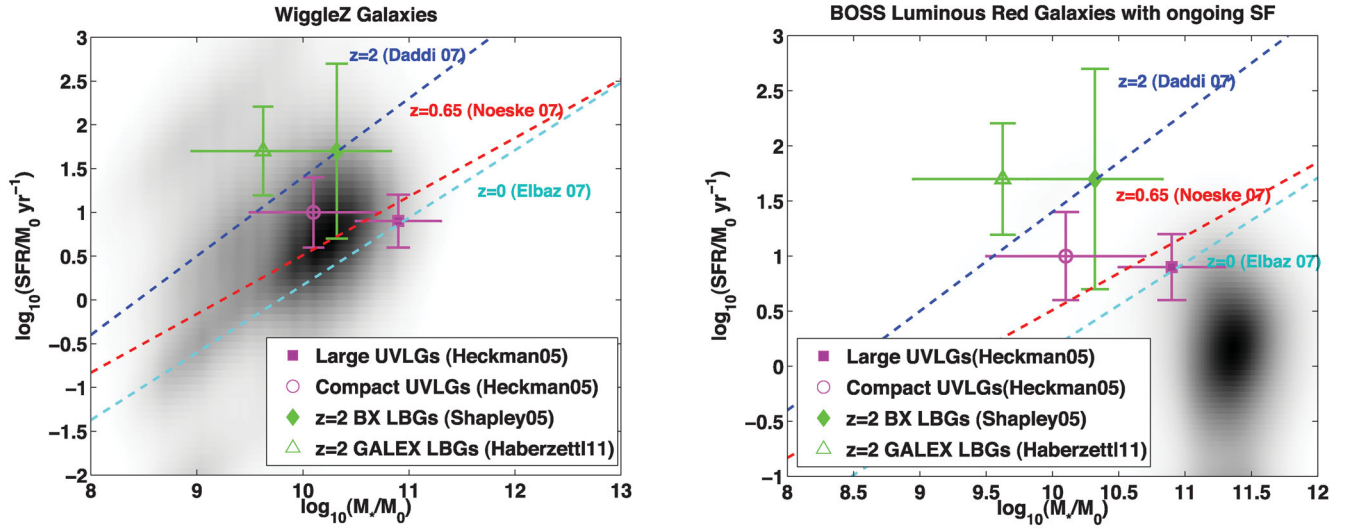 WiggleZ Galaxies
log10(SFR/M0 yr−1)
3
2.5
2
1.5
1
0.5
0
−0.5
−1
−1.5
−2
z=2 (Daddi 07)
z=0.65 (Noeske 07)
z=0 (Elbaz 07)
Large UVLGs (Heckman05)
Compact UVLGs (Heckman05)
z=2 BX LBGs (Shapley05)
z=2 GALEX LBGs (Haberzettl11)
8 9 10 11 12 13
log10(M*/M0)
BOSS Luminous Red Galaxies with ongoing SF
log10(SFR/M0 yr−1)
3
2.5
2
1.5
1
0.5
0
−0.5
−1
z=2 (Daddi 07)
z=0.65 (Noeske 07)
z=0 (Elbaz 07)
Large UVLGs(Heckman05)
Compact UVLGs(Heckman05)
z=2 BX LBGs (Shapley05)
z=2 GALEX LBGs (Haberzettl11)
8 8.5 9 9.5 10 10.5 11 11.5 12
log10(M*/M0)